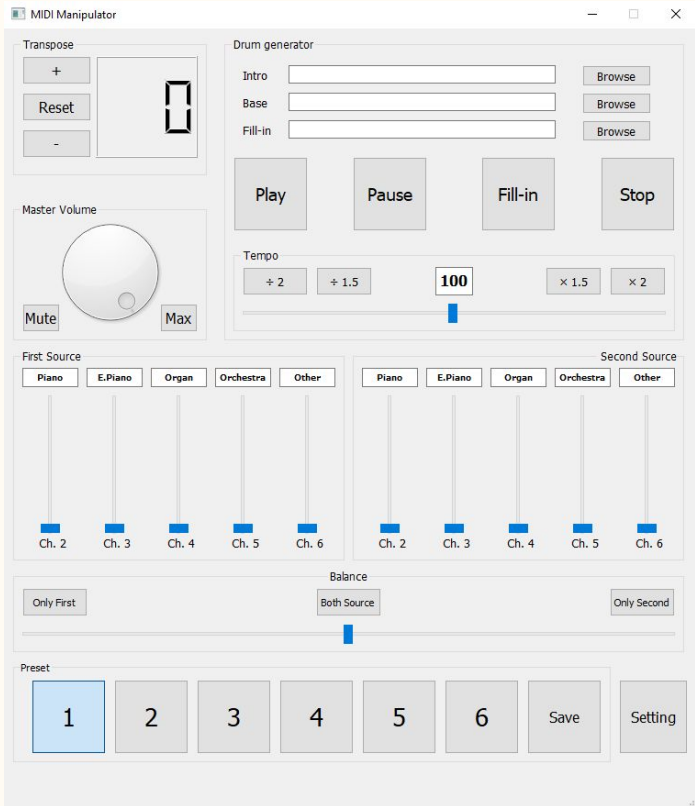 MIDI Manipulator
Transpose
+
Reset
-
0
Master Volume
Mute
Max
Drum generator
Intro
Browse
Base
Browse
Fill-in
Browse
Play Pause Fill-in Stop
Tempo
÷ 2 ÷ 1.5 100 × 1.5 × 2
First Source
Piano E.Piano Organ Orchestra Other
Ch. 2 Ch. 3 Ch. 4 Ch. 5 Ch. 6
Second Source
Piano E.Piano Organ Orchestra Other
Ch. 2 Ch. 3 Ch. 4 Ch. 5 Ch. 6
Balance
Only First Both Source Only Second
Preset
1 2 3 4 5 6 Save Setting